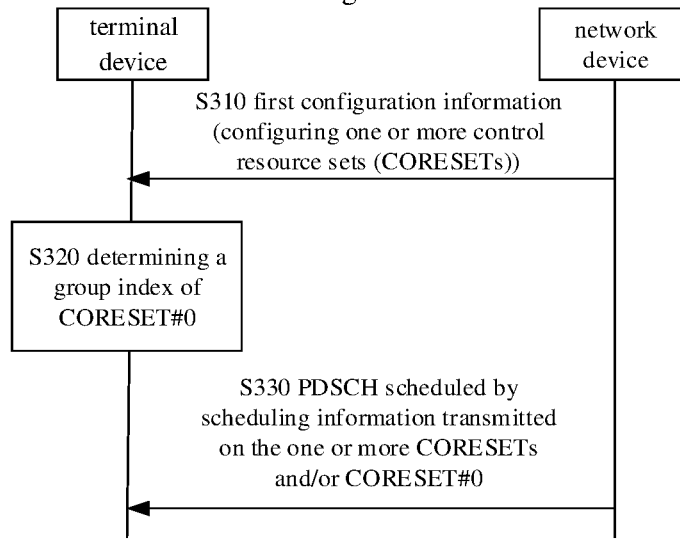 terminal
device
network
device
S310 first configuration information
(configuring one or more control
resource sets (CORESETs))
S320 determining a
group index of
CORESET#0
S330 PDSCH scheduled by
scheduling information transmitted
on the one or more CORESETs
and/or CORESET#0